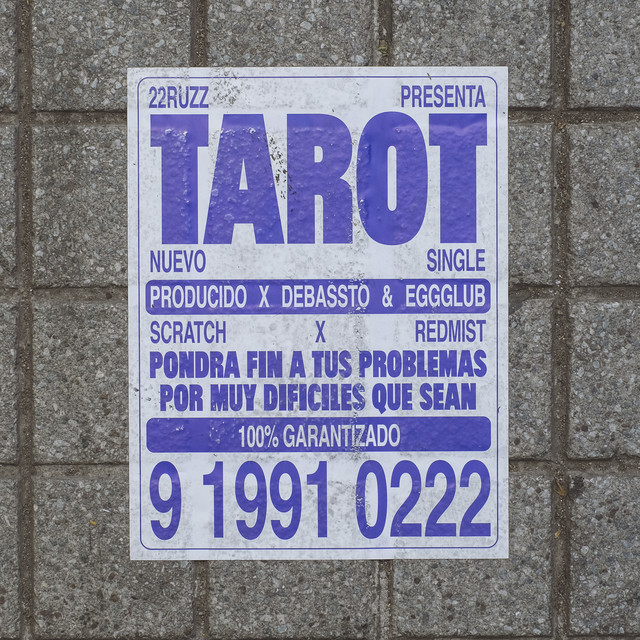 22RUZZ PRESENTA
TAROT
NUEVO SINGLE
PRODUCIDO X DEBASSTO & EGGGLUB
SCRATCH X REDMIST
PONDRA FIN A TUS PROBLEMAS
POR MUY DIFICILES QUE SEAN
100% GARANTIZADO
9 1991 0222